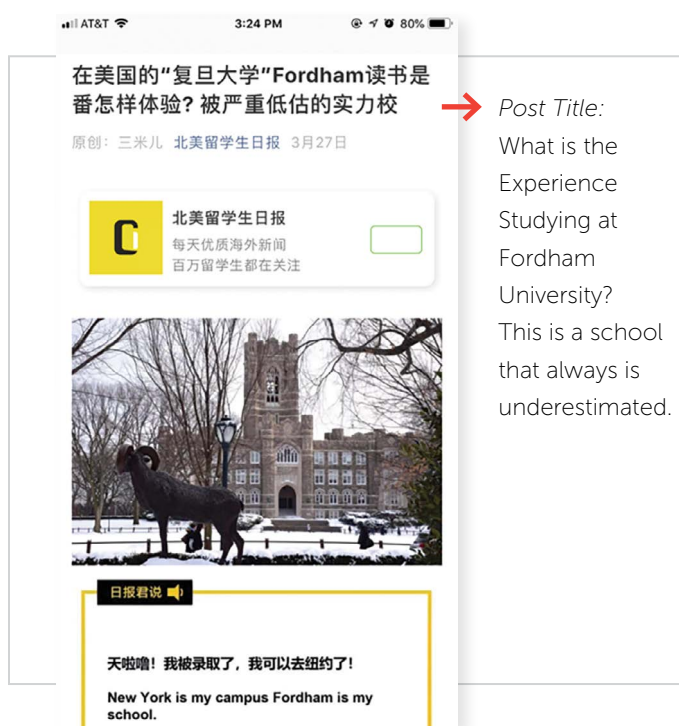 AT&T 3:24 PM 80%
在美国的“复旦大学”Fordham读书是
番怎样体验? 被严重低估的实力校
原创: 三米儿 北美留学生日报 3月27日
北美留学生日报
每天优质海外新闻
百万留学生都在关注
日报君说
天啦噜! 我被录取了, 我可以去纽约了!
New York is my campus Fordham is my
school.
Post Title:
What is the
Experience
Studying at
Fordham
University?
This is a school
that always is
underestimated.